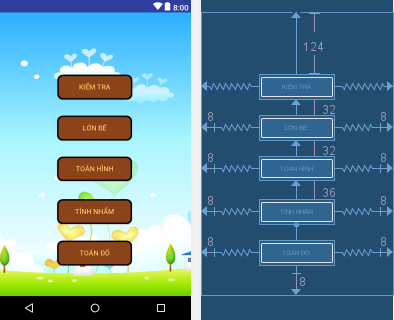 8:00
KIỂM TRA
LỚN BÉ
TOÁN HÌNH
TÍNH NHẨM
TOÁN ĐỐ
124
KIỂM TRA
32
8
8
LỚN BÉ
32
8
8
TOÁN HÌNH
36
8
8
TÍNH NHẨM
8
8
TOÁN ĐỐ
8